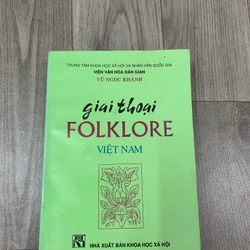 TRUNG TÂM KHOA HỌC XÃ HỘI VÀ NHÂN VĂN QUỐC GIA
VIỆN VĂN HÓA DÂN GIAN
VŨ NGỌC KHÁNH
giai thoại
FOLKLORE
VIỆT NAM
NHÀ XUẤT BẢN KHOA HỌC XÃ HỘI